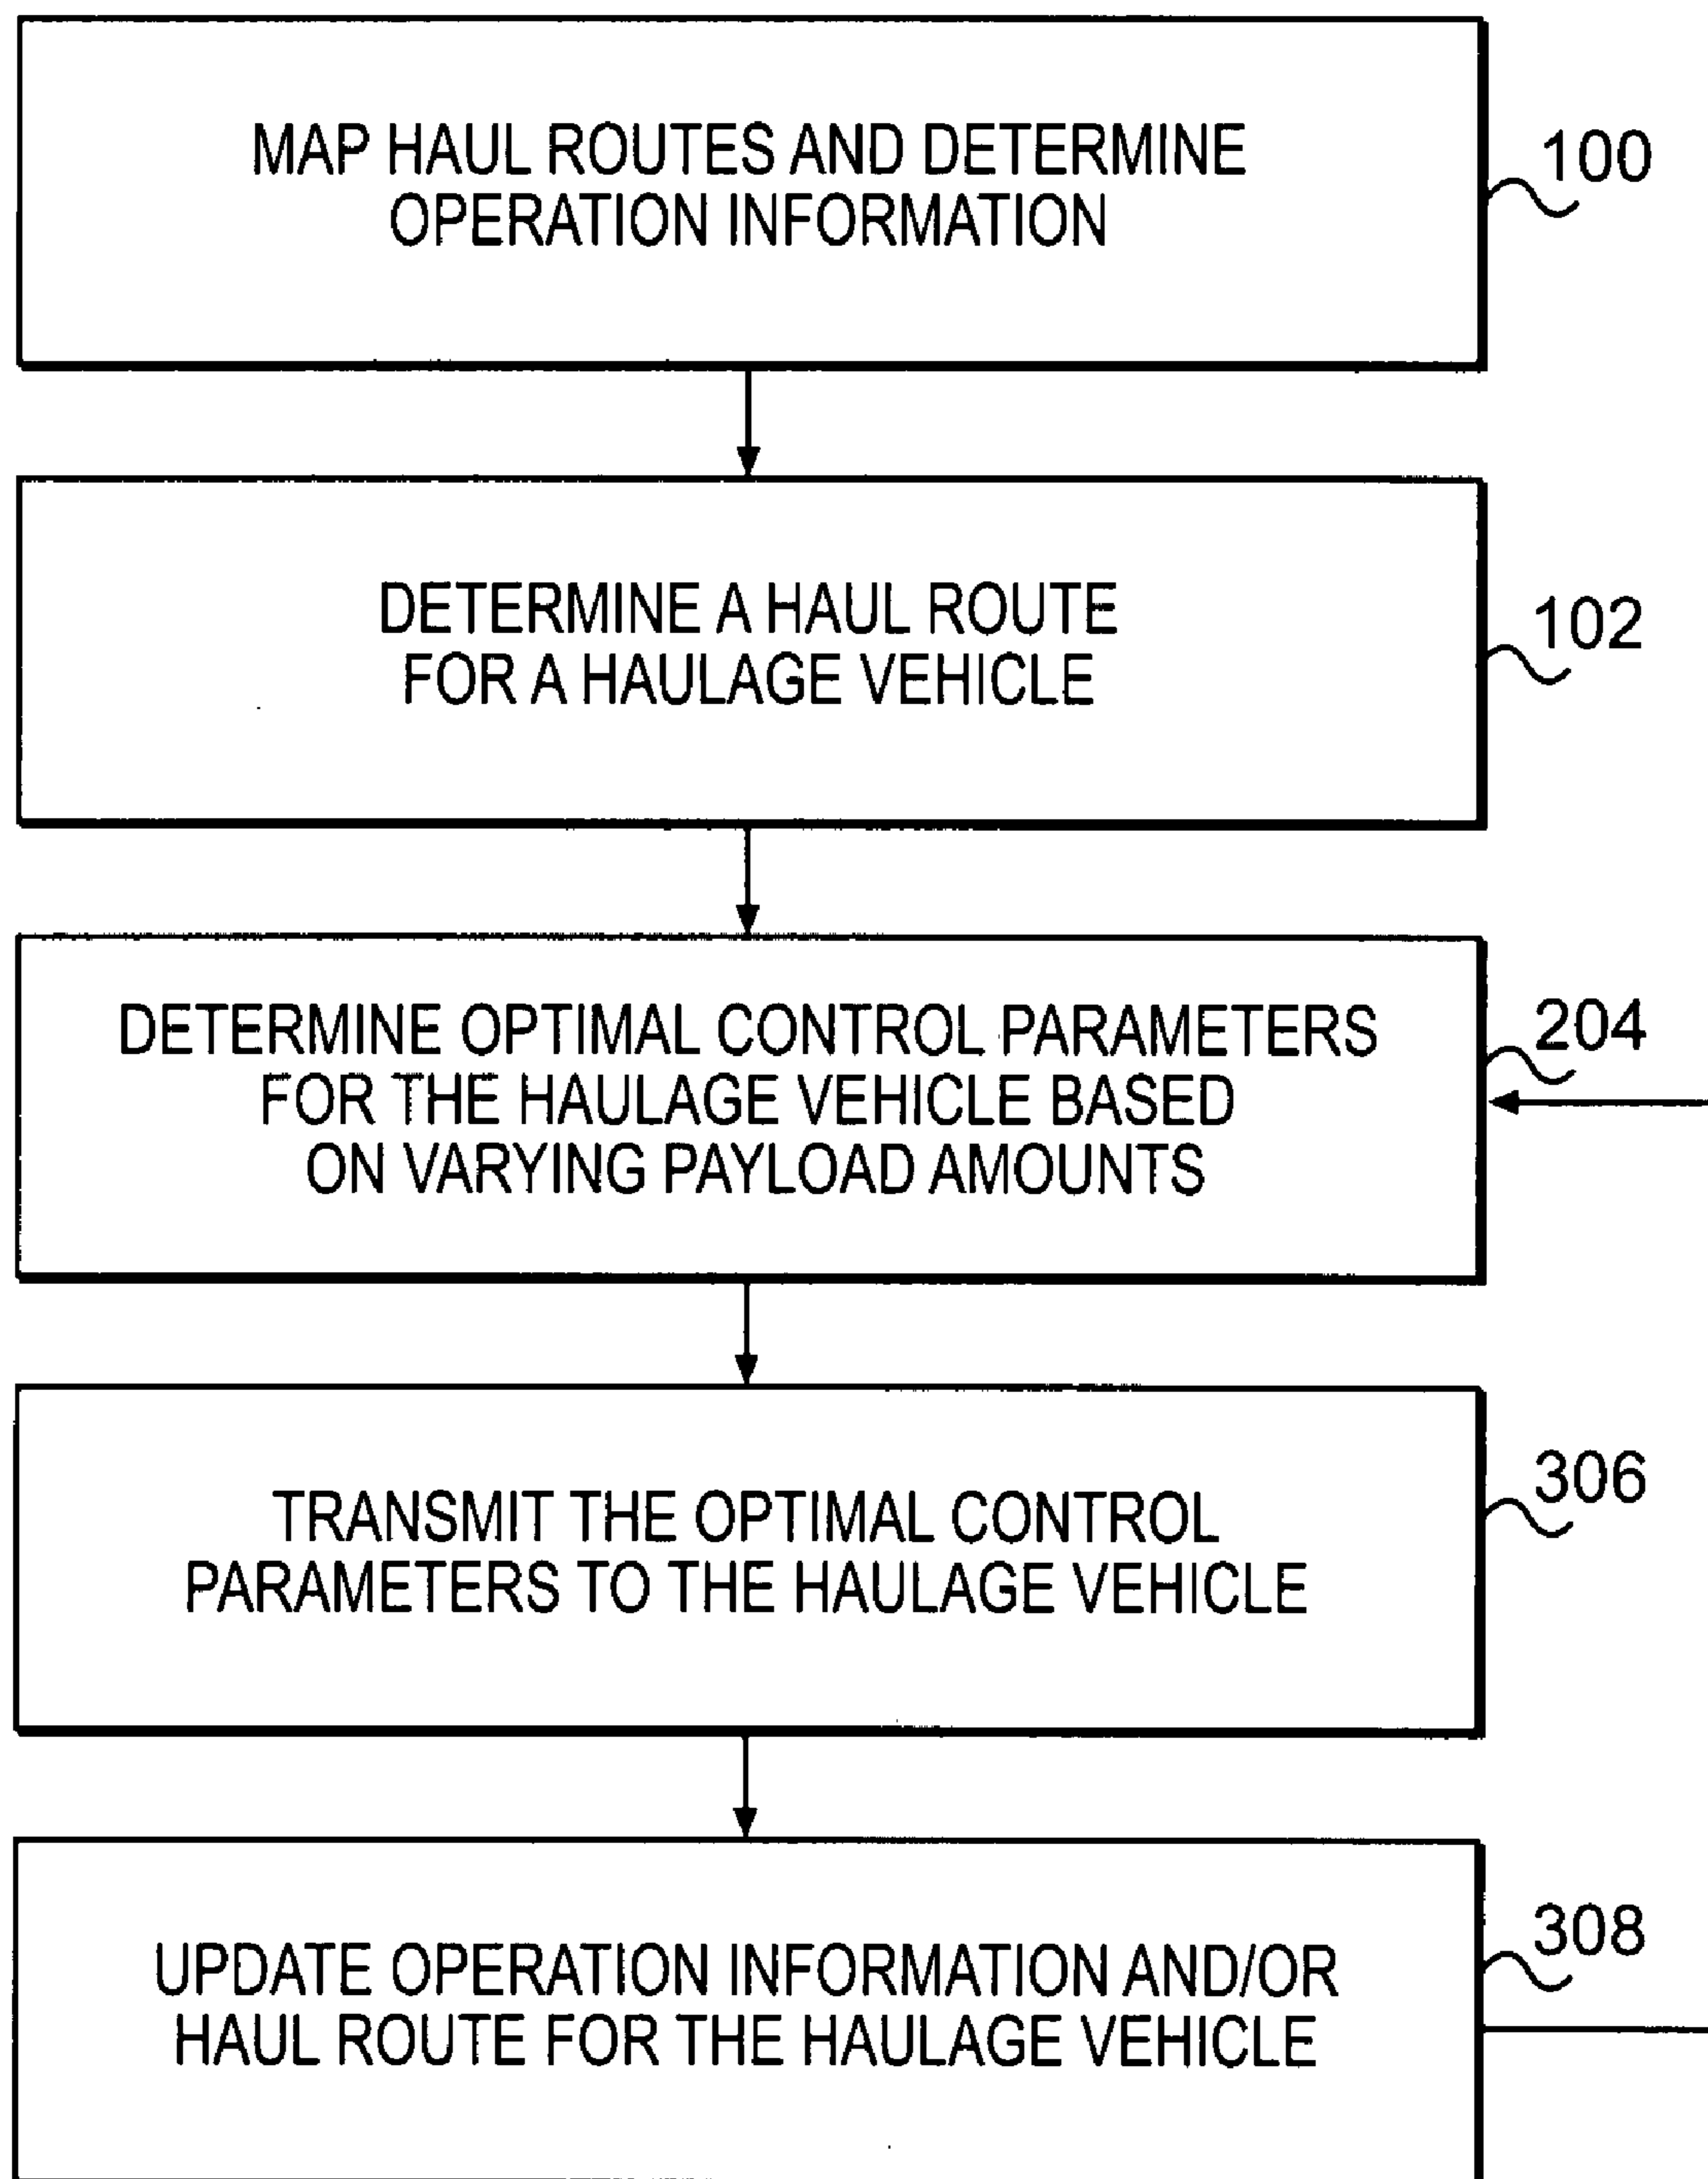 MAP HAUL ROUTES AND DETERMINE
OPERATION INFORMATION
100
DETERMINE A HAUL ROUTE
FOR A HAULAGE VEHICLE
102
DETERMINE OPTIMAL CONTROL PARAMETERS
FOR THE HAULAGE VEHICLE BASED
ON VARYING PAYLOAD AMOUNTS
204
TRANSMIT THE OPTIMAL CONTROL
PARAMETERS TO THE HAULAGE VEHICLE
306
UPDATE OPERATION INFORMATION AND/OR
HAUL ROUTE FOR THE HAULAGE VEHICLE
308